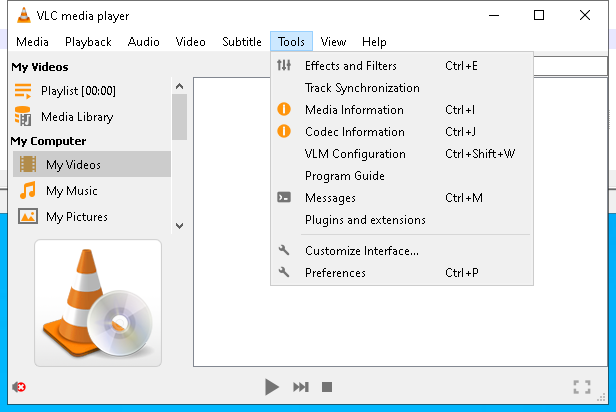 VLC media player
Media Playback Audio Video Subtitle Tools View Help
My Videos
Playlist [00:00]
Media Library
My Computer
My Videos
My Music
My Pictures
Effects and Filters Ctrl+E
Track Synchronization
Media Information Ctrl+I
Codec Information Ctrl+J
VLM Configuration Ctrl+Shift+W
Program Guide
Messages Ctrl+M
Plugins and extensions
Customize Interface...
Preferences Ctrl+P